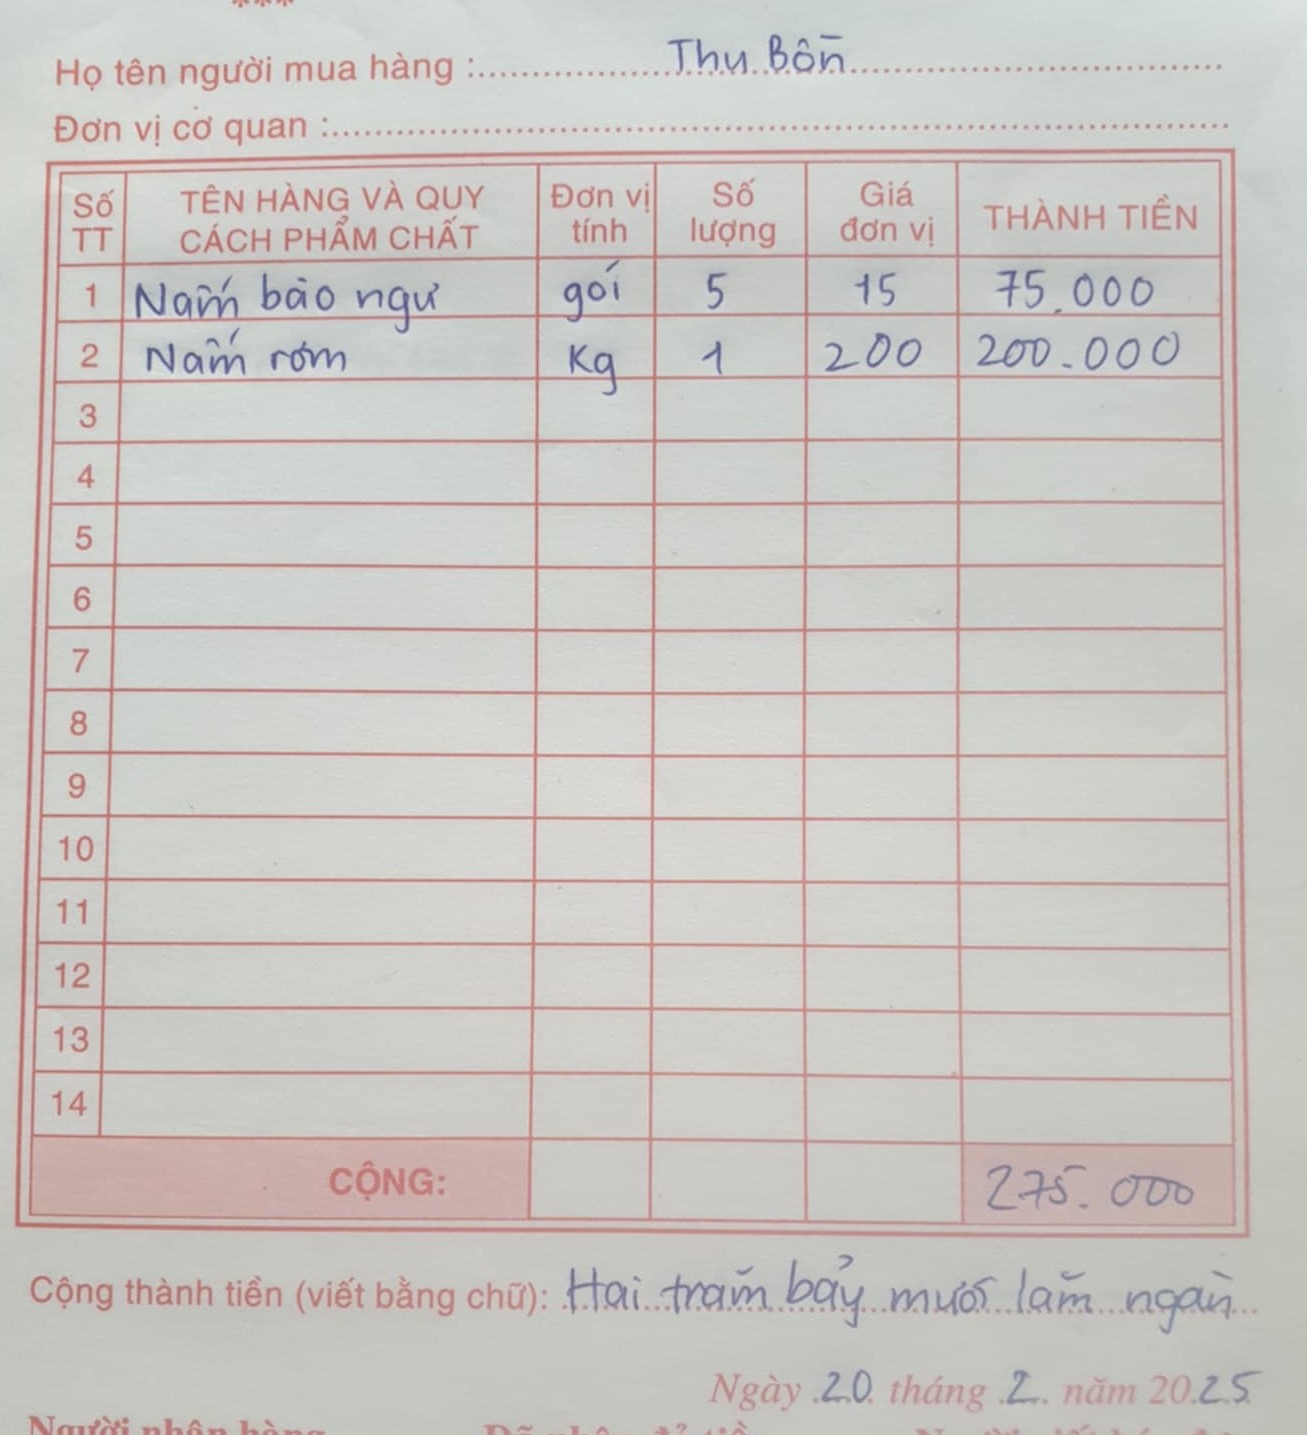 ***
Họ tên người mua hàng : Thu Bồn
Đơn vị cơ quan :
Số TT TÊN HÀNG VÀ QUY CÁCH PHẨM CHẤT Đơn vị tính Số lượng Giá đơn vị THÀNH TIỀN
1 Nấm bào ngư gói 5 15 75.000
2 Nấm rơm Kg 1 200 200.000
3
4
5
6
7
8
9
10
11
12
13
14
CỘNG: 275.000
Cộng thành tiền (viết bằng chữ): Hai trăm bảy mươi lăm ngàn
Ngày 20 tháng 2 năm 2025
Người nhận hàng